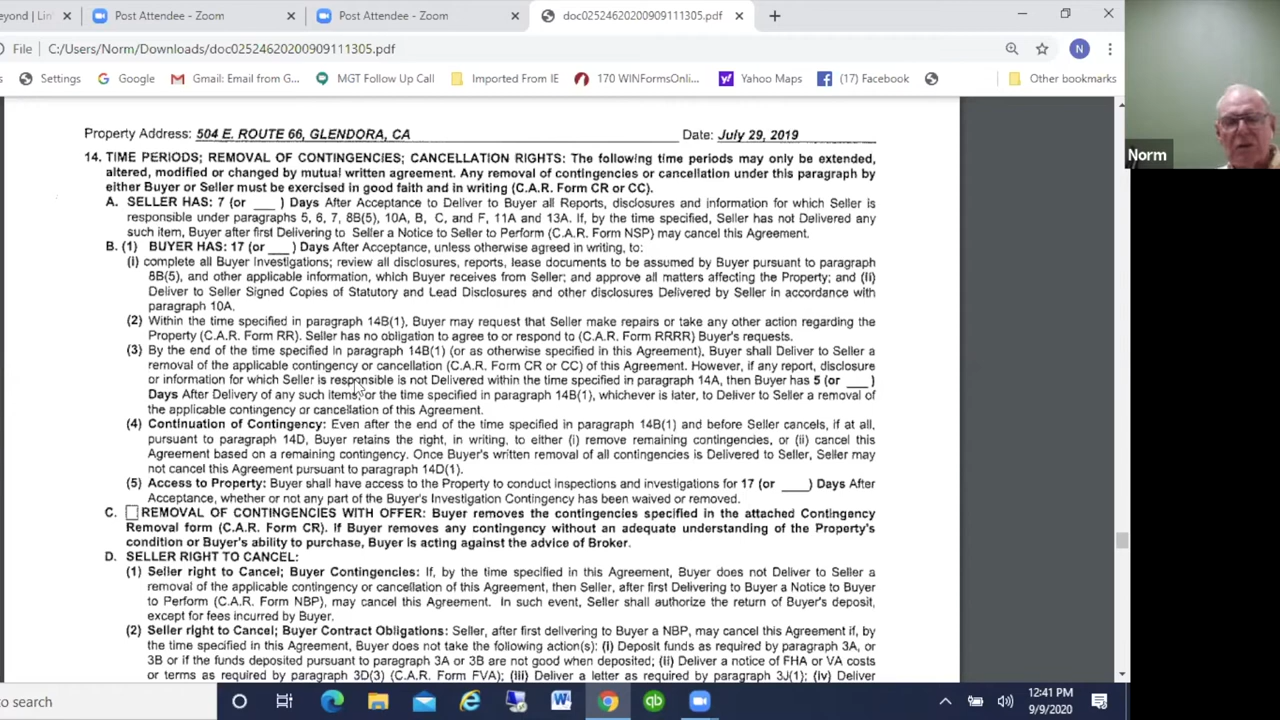 eyond | Lin
Post Attendee - Zoom
Post Attendee - Zoom
doc02524620200909111305.pdf
File C:/Users/Norm/Downloads/doc02524620200909111305.pdf
N
Settings Google Gmail: Email from G... MGT Follow Up Call Imported From IE 170 WINFormsOnli... Yahoo Maps (17) Facebook Other bookmarks
Norm
Property Address: 504 E. ROUTE 66, GLENDORA, CA Date: July 29, 2019
14. TIME PERIODS; REMOVAL OF CONTINGENCIES; CANCELLATION RIGHTS: The following time periods may only be extended,
altered, modified or changed by mutual written agreement. Any removal of contingencies or cancellation under this paragraph by
either Buyer or Seller must be exercised in good faith and in writing (C.A.R. Form CR or CC).
A. SELLER HAS: 7 (or ___ ) Days After Acceptance to Deliver to Buyer all Reports, disclosures and information for which Seller is
responsible under paragraphs 5, 6, 7, 8B(5), 10A, B, C, and F, 11A and 13A. If, by the time specified, Seller has not Delivered any
such item, Buyer after first Delivering to Seller a Notice to Seller to Perform (C.A.R. Form NSP) may cancel this Agreement.
B. (1) BUYER HAS: 17 (or ___ ) Days After Acceptance, unless otherwise agreed in writing, to:
(i) complete all Buyer Investigations; review all disclosures, reports, lease documents to be assumed by Buyer pursuant to paragraph
8B(5), and other applicable information, which Buyer receives from Seller; and approve all matters affecting the Property; and (ii)
Deliver to Seller Signed Copies of Statutory and Lead Disclosures and other disclosures Delivered by Seller in accordance with
paragraph 10A.
(2) Within the time specified in paragraph 14B(1), Buyer may request that Seller make repairs or take any other action regarding the
Property (C.A.R. Form RR). Seller has no obligation to agree to or respond to (C.A.R. Form RRRR) Buyer's requests.
(3) By the end of the time specified in paragraph 14B(1) (or as otherwise specified in this Agreement), Buyer shall Deliver to Seller a
removal of the applicable contingency or cancellation (C.A.R. Form CR or CC) of this Agreement. However, if any report, disclosure
or information for which Seller is responsible is not Delivered within the time specified in paragraph 14A, then Buyer has 5 (or ___ )
Days After Delivery of any such items, or the time specified in paragraph 14B(1), whichever is later, to Deliver to Seller a removal of
the applicable contingency or cancellation of this Agreement.
(4) Continuation of Contingency: Even after the end of the time specified in paragraph 14B(1) and before Seller cancels, if at all,
pursuant to paragraph 14D, Buyer retains the right, in writing, to either (i) remove remaining contingencies, or (ii) cancel this
Agreement based on a remaining contingency. Once Buyer's written removal of all contingencies is Delivered to Seller, Seller may
not cancel this Agreement pursuant to paragraph 14D(1).
(5) Access to Property: Buyer shall have access to the Property to conduct inspections and investigations for 17 (or ____ ) Days After
Acceptance, whether or not any part of the Buyer's Investigation Contingency has been waived or removed.
C. REMOVAL OF CONTINGENCIES WITH OFFER: Buyer removes the contingencies specified in the attached Contingency
Removal form (C.A.R. Form CR). If Buyer removes any contingency without an adequate understanding of the Property's
condition or Buyer's ability to purchase, Buyer is acting against the advice of Broker.
D. SELLER RIGHT TO CANCEL:
(1) Seller right to Cancel; Buyer Contingencies: If, by the time specified in this Agreement, Buyer does not Deliver to Seller a
removal of the applicable contingency or cancellation of this Agreement, then Seller, after first Delivering to Buyer a Notice to Buyer
to Perform (C.A.R. Form NBP), may cancel this Agreement. In such event, Seller shall authorize the return of Buyer's deposit,
except for fees incurred by Buyer.
(2) Seller right to Cancel; Buyer Contract Obligations: Seller, after first delivering to Buyer a NBP, may cancel this Agreement if, by
the time specified in this Agreement, Buyer does not take the following action(s): (i) Deposit funds as required by paragraph 3A, or
3B or if the funds deposited pursuant to paragraph 3A or 3B are not good when deposited; (ii) Deliver a notice of FHA or VA costs
or terms as required by paragraph 3D(3) (C.A.R. Form FVA); (iii) Deliver a letter as required by paragraph 3J(1); (iv) Deliver
to search
12:41 PM
9/9/2020